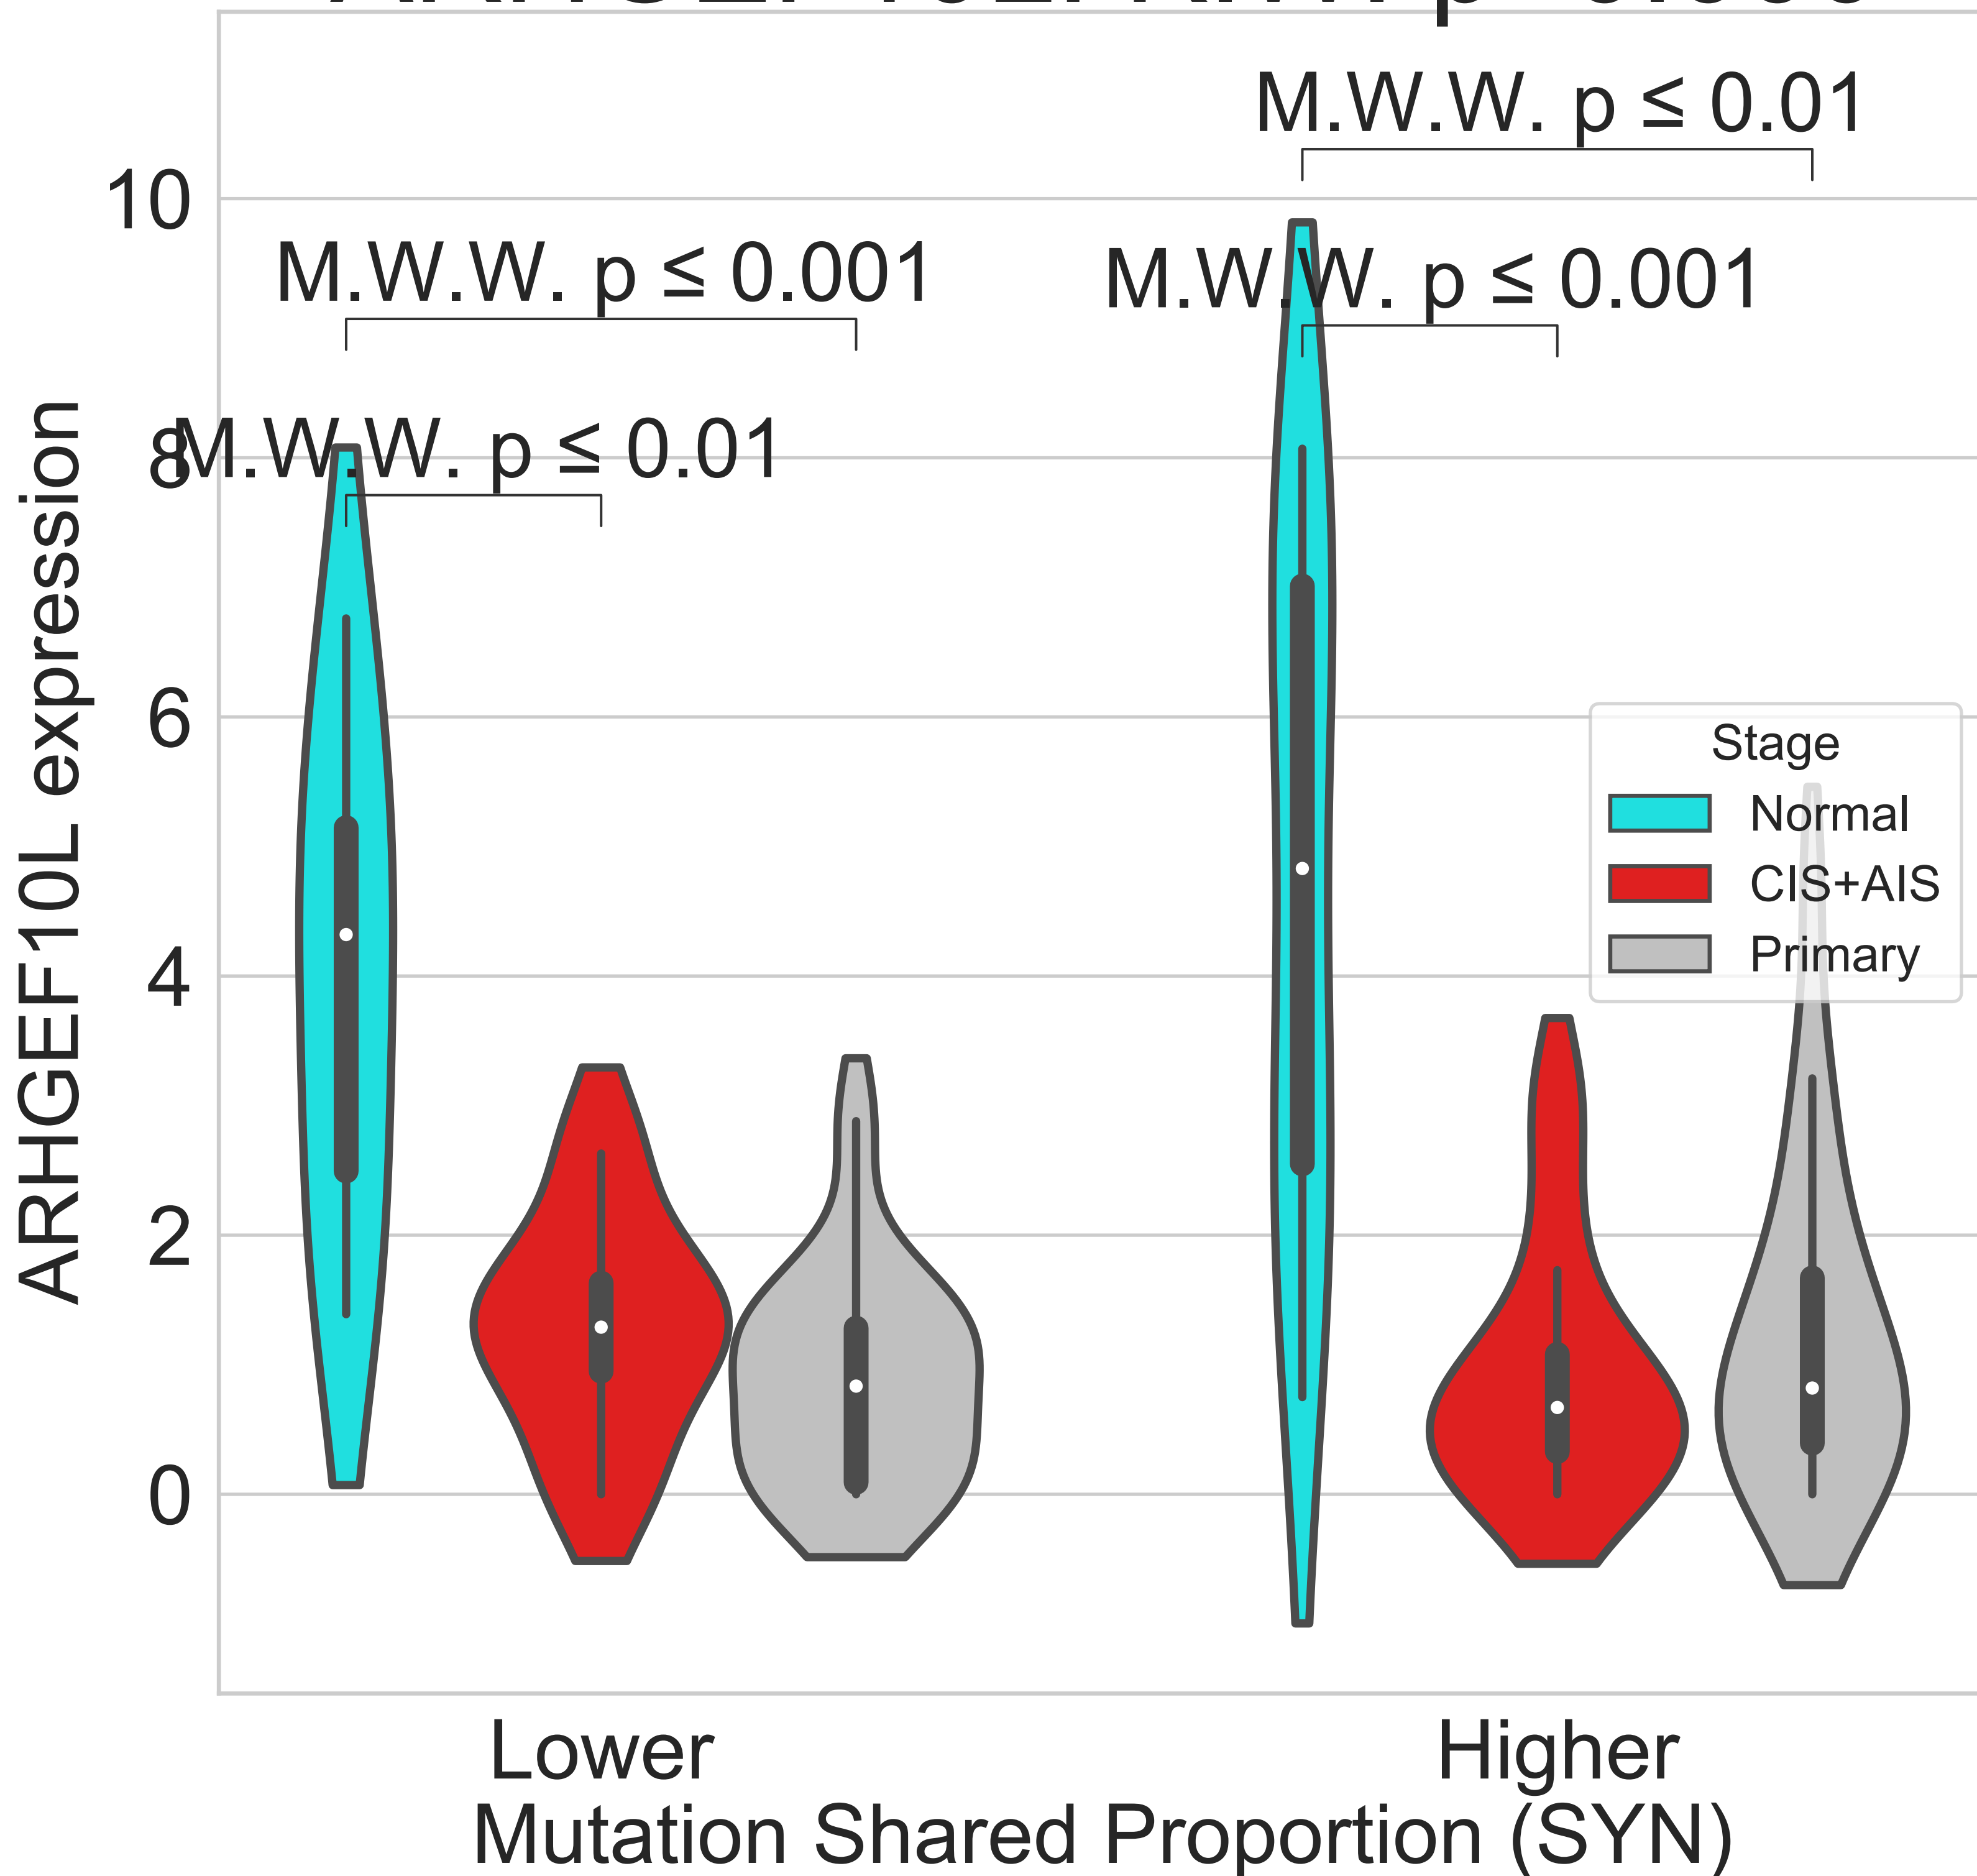 M.W.W. p ≤ 0.01
10
M.W.W. p ≤ 0.001
M.W.W. p ≤ 0.001
8
M.W.W. p ≤ 0.01
6
4
2
0
ARHGEF10L expression
Stage
Normal
CIS+AIS
Primary
Lower
Higher
Mutation Shared Proportion (SYN)